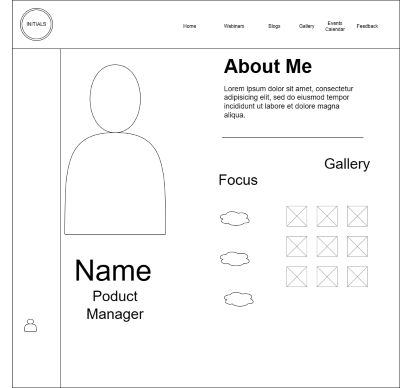 INITIALS
Home
Webinars
Blogs
Gallery
Events
Calendar
Feedback
About Me
Lorem ipsum dolor sit amet, consectetur
adipisicing elit, sed do eiusmod tempor
incididunt ut labore et dolore magna
aliqua.
Gallery
Focus
Name
Poduct
Manager